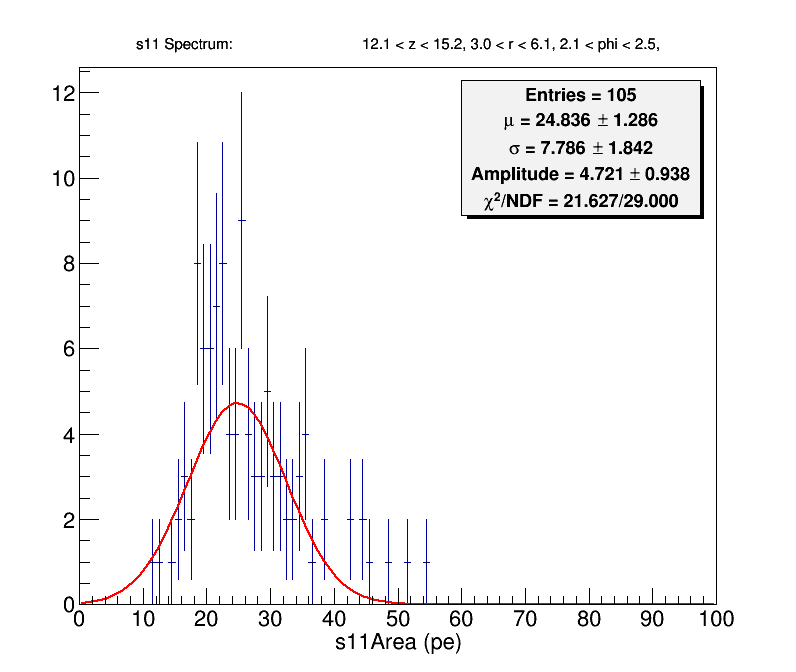 s11 Spectrum: 12.1 < z < 15.2, 3.0 < r < 6.1, 2.1 < phi < 2.5,
Entries = 105
μ = 24.836 ± 1.286
σ = 7.786 ± 1.842
Amplitude = 4.721 ± 0.938
χ²/NDF = 21.627/29.000
12
10
8
6
4
2
0
0 10 20 30 40 50 60 70 80 90 100
s11Area (pe)